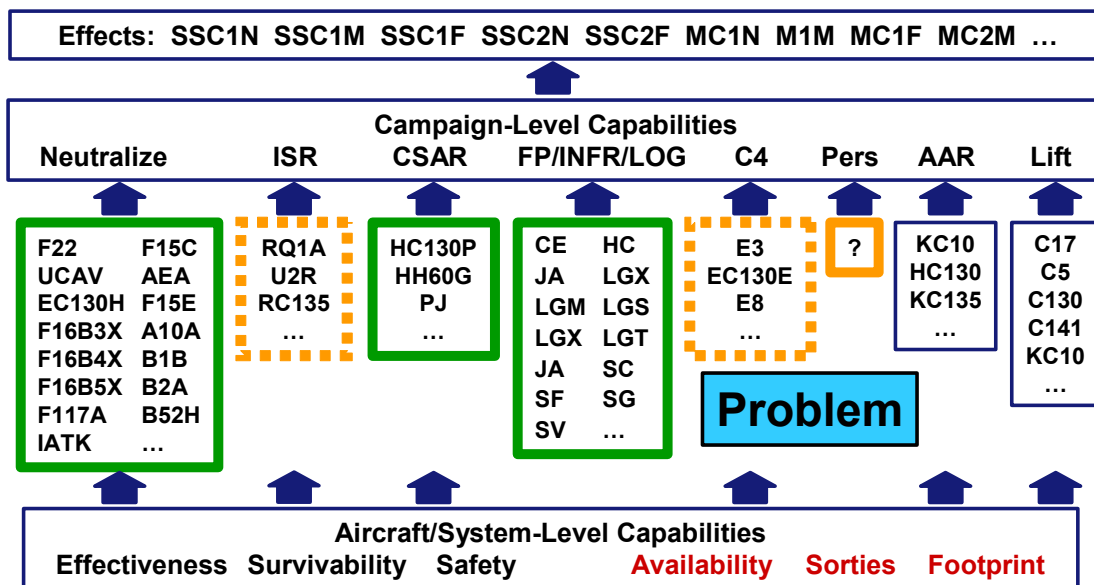 Effects: SSC1N SSC1M SSC1F SSC2N SSC2F MC1N M1M MC1F MC2M …
Campaign-Level Capabilities
Neutralize ISR CSAR FP/INFR/LOG C4 Pers AAR Lift
F22 F15C
UCAV AEA
EC130H F15E
F16B3X A10A
F16B4X B1B
F16B5X B2A
F117A B52H
IATK …
RQ1A
U2R
RC135
…
HC130P
HH60G
PJ
…
CE HC
JA LGX
LGM LGS
LGX LGT
JA SC
SF SG
SV …
E3
EC130E
E8
…
?
KC10
HC130
KC135
…
C17
C5
C130
C141
KC10
…
Problem
Aircraft/System-Level Capabilities
Effectiveness Survivability Safety Availability Sorties Footprint